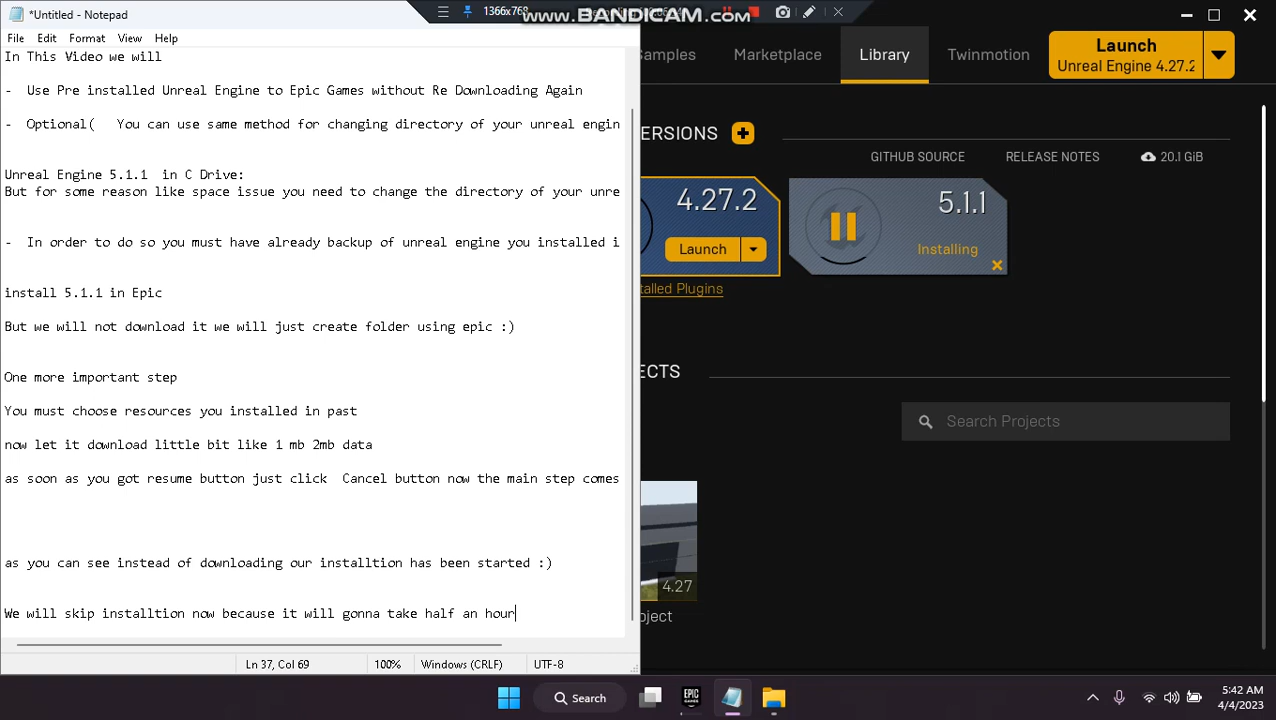 *Untitled - Notepad
1366x768
www.BANDICAM.com
File Edit Format View Help
Samples Marketplace Library Twinmotion
Launch
Unreal Engine 4.27.2
In This Video we will
- Use Pre installed Unreal Engine to Epic Games without Re Downloading Again
- Optional( You can use same method for changing directory of your unreal engin
Unreal Engine 5.1.1 in C Drive:
But for some reason like space issue you need to change the directory of your unre
- In order to do so you must have already backup of unreal engine you installed i
install 5.1.1 in Epic
But we will not download it we will just create folder using epic :)
One more important step
You must choose resources you installed in past
now let it download little bit like 1 mb 2mb data
as soon as you got resume button just click Cancel button now the main step comes
as you can see instead of downloading our installtion has been started :)
We will skip installtion now because it will gonna take half an hour
Ln 37, Col 69 100% Windows (CRLF) UTF-8
ERSIONS
GITHUB SOURCE RELEASE NOTES 20.1 GiB
4.27.2
Launch
5.1.1
Installing
talled Plugins
ECTS
Search Projects
4.27
oject
Search
EPIC GAMES
5:42 AM
4/4/2023